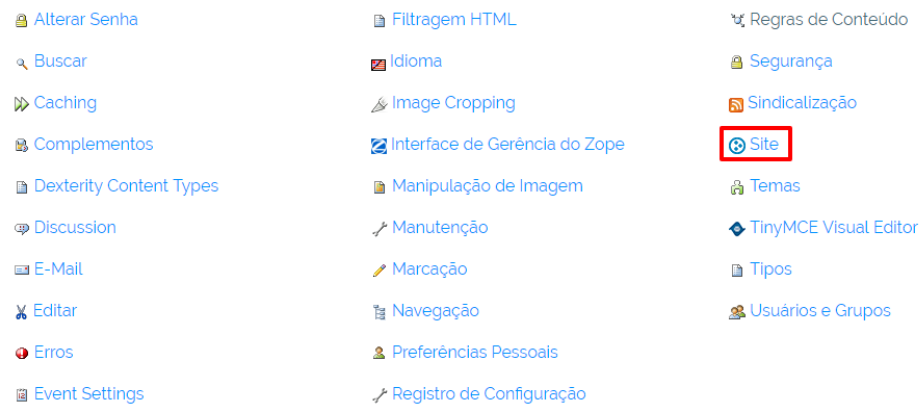 Alterar Senha
Buscar
Caching
Complementos
Dexterity Content Types
Discussion
E-Mail
Editar
Erros
Event Settings
Filtragem HTML
Idioma
Image Cropping
Interface de Gerência do Zope
Manipulação de Imagem
Manutenção
Marcação
Navegação
Preferências Pessoais
Registro de Configuração
Regras de Conteúdo
Segurança
Sindicalização
Site
Temas
TinyMCE Visual Editor
Tipos
Usuários e Grupos